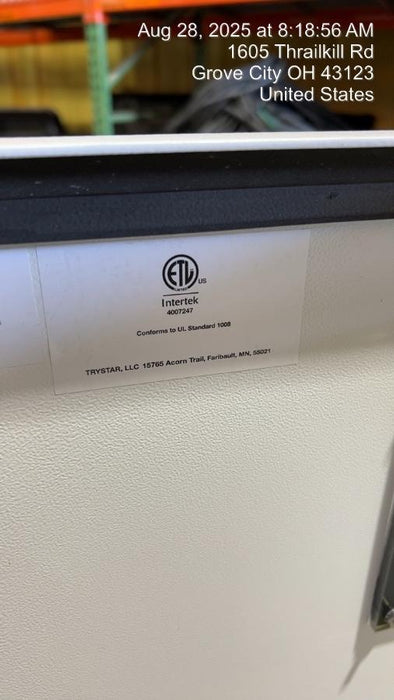 Aug 28, 2025 at 8:18:56 AM
1605 Thrailkill Rd
Grove City OH 43123
United States
ETL US
LISTED
Intertek
4007247
Conforms to UL Standard 1008
TRYSTAR, LLC 15765 Acorn Trail, Faribault, MN, 55021